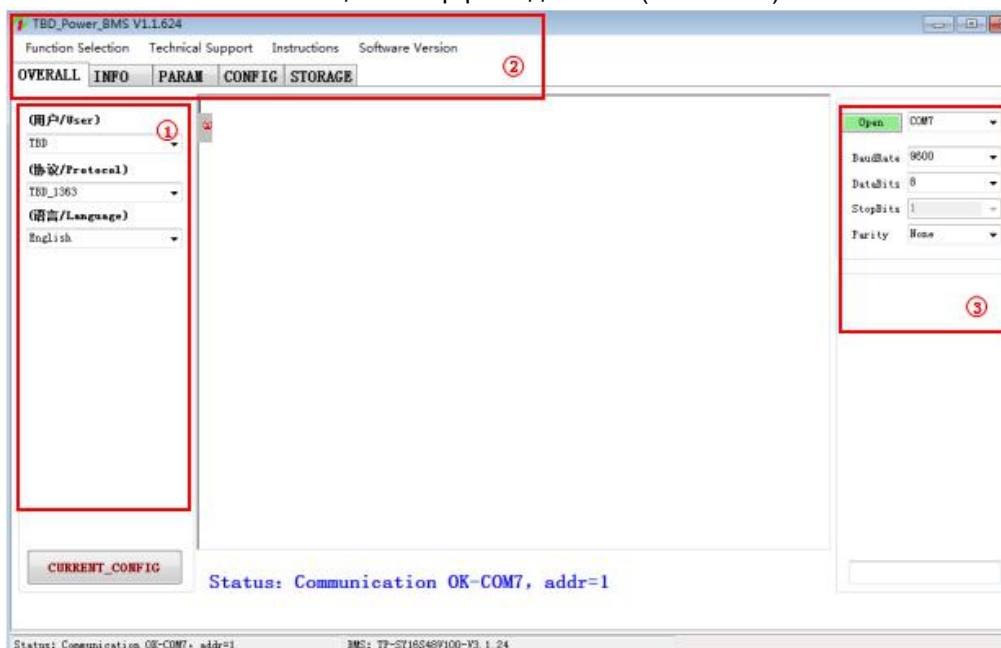 TBD_Power_BMS V1.1.624
Function Selection Technical Support Instructions Software Version
OVERALL INFO PARAM CONFIG STORAGE
②
(用户/User)
①
TBD
(协议/Protocol)
TBD_1363
(语言/Language)
English
Open COM7
BaudRate 9600
DataBits 8
StopBits 1
Parity None
③
CURRENT_CONFIG
Status: Communication OK-COM7, addr=1
Status: Communication OK-COM7, addr=1 BMS: TP-SY16S48V100-V3.1.24